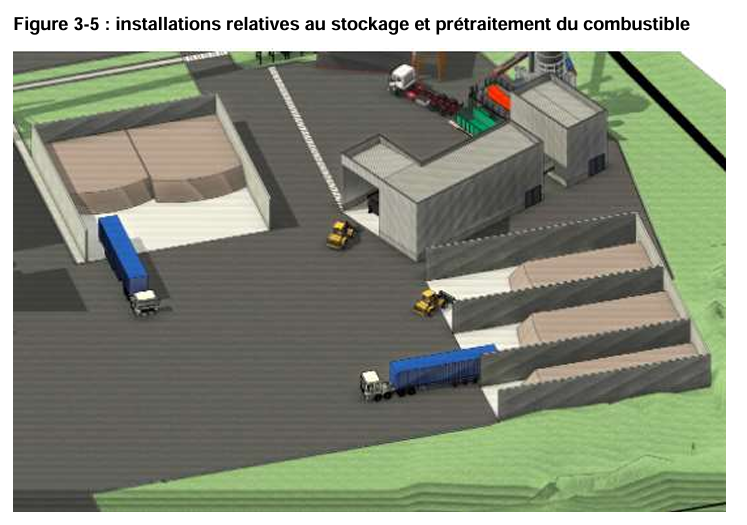 Figure 3-5 : installations relatives au stockage et prétraitement du combustible